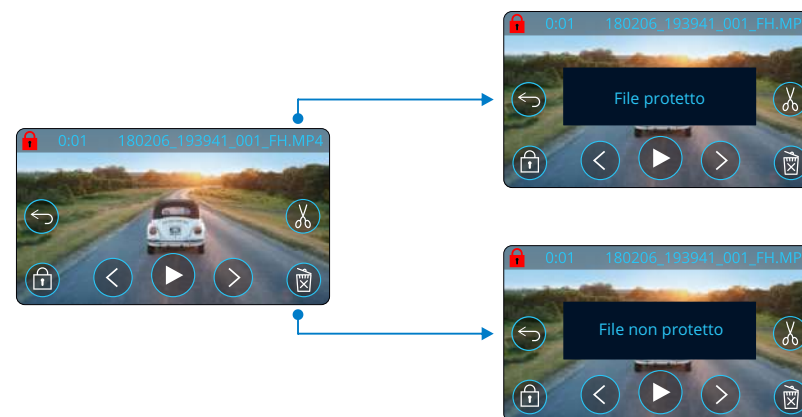 0:01 180206_193941_001_FH.MP4
0:01 180206_193941_001_FH.MP
File protetto
0:01 180206_193941_001_FH.MP
File non protetto